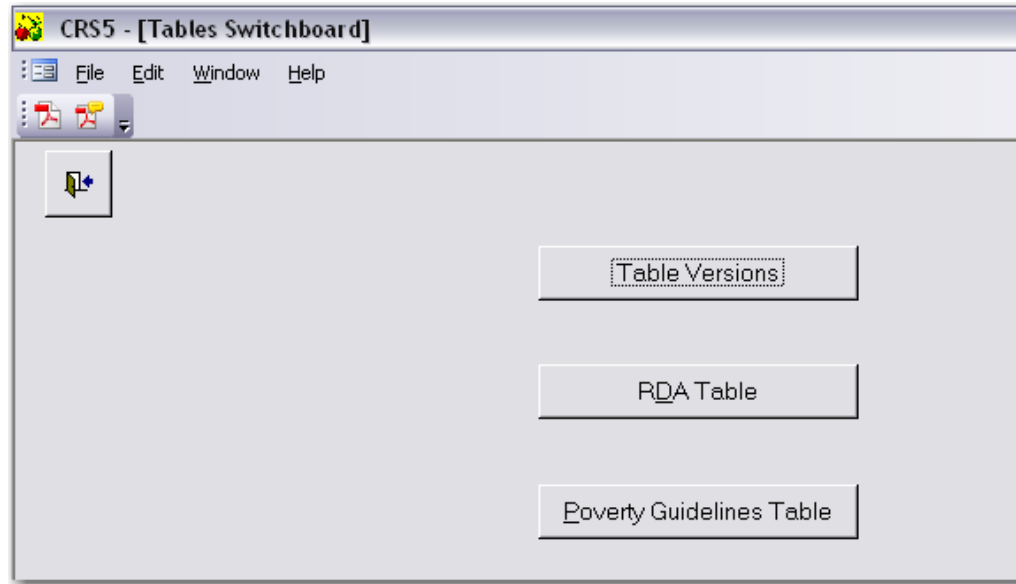 CRS5 - [Tables Switchboard]
File Edit Window Help
Table Versions
RDA Table
Poverty Guidelines Table